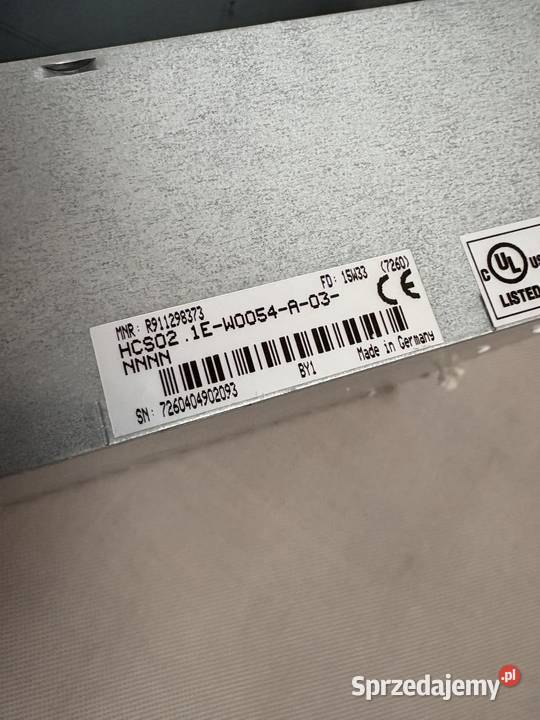 MNR: R911298373
FD: 15W33 (7260)
HCS02.1E-W0054-A-03-
NNNN
CE
BY1
Made in Germany
SN: 7260404902093
C UL US
LISTED
Sprzedajemy.pl